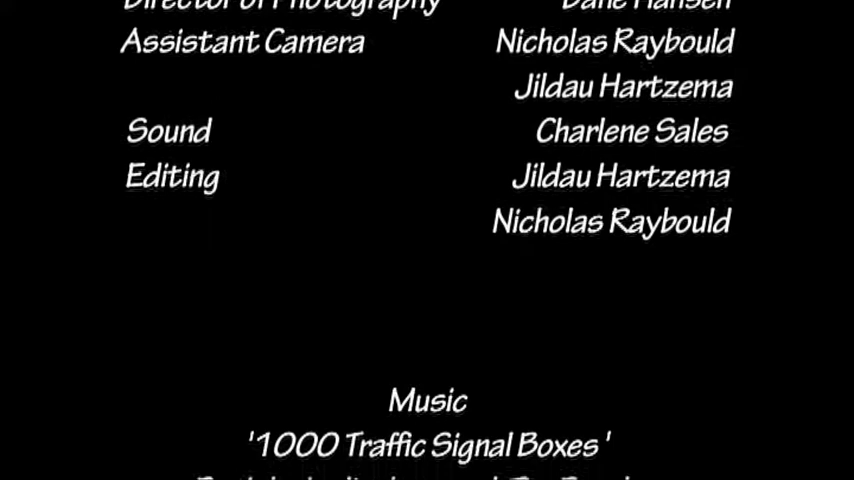 Director of Photography Dane Hansen
Assistant Camera Nicholas Raybould
Jildau Hartzema
Sound Charlene Sales
Editing Jildau Hartzema
Nicholas Raybould
Music
'1000 Traffic Signal Boxes'